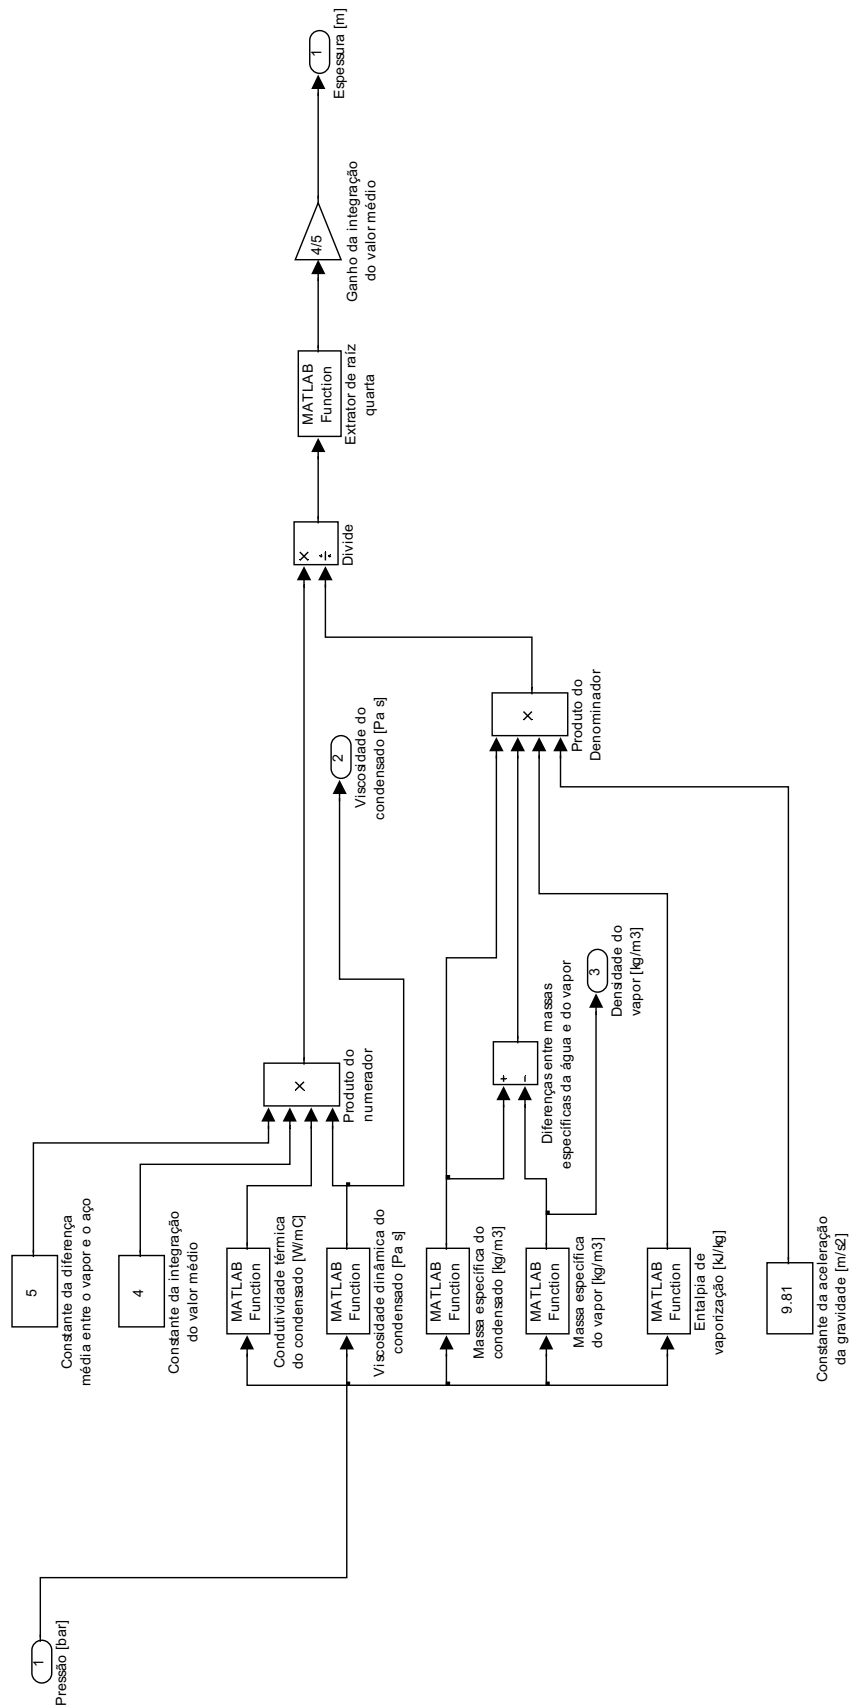 1
Pressão [bar]
5
Constante da diferença
média entre o vapor e o aço
4
Constante da integração
do valor médio
MATLAB
Function
Condutividade térmica
do condensado [W/mC]
MATLAB
Function
Viscosidade dinâmica do
condensado [Pa s]
MATLAB
Function
Massa específica do
condensado [kg/m3]
MATLAB
Function
Massa específica
do vapor [kg/m3]
MATLAB
Function
Entalpia de
vaporização [kJ/kg]
9.81
Constante da aceleração
da gravidade [m/s2]
×
Produto do
numerador
+
−
Diferenças entre massas
específicas da água e do vapor
3
Densidade do
vapor [kg/m3]
2
Viscosidade do
condensado [Pa s]
×
Produto do
Denominador
×
÷
Divide
MATLAB
Function
Extrator de raíz
quarta
4/5
Ganho da integração
do valor médio
1
Espessura [m]